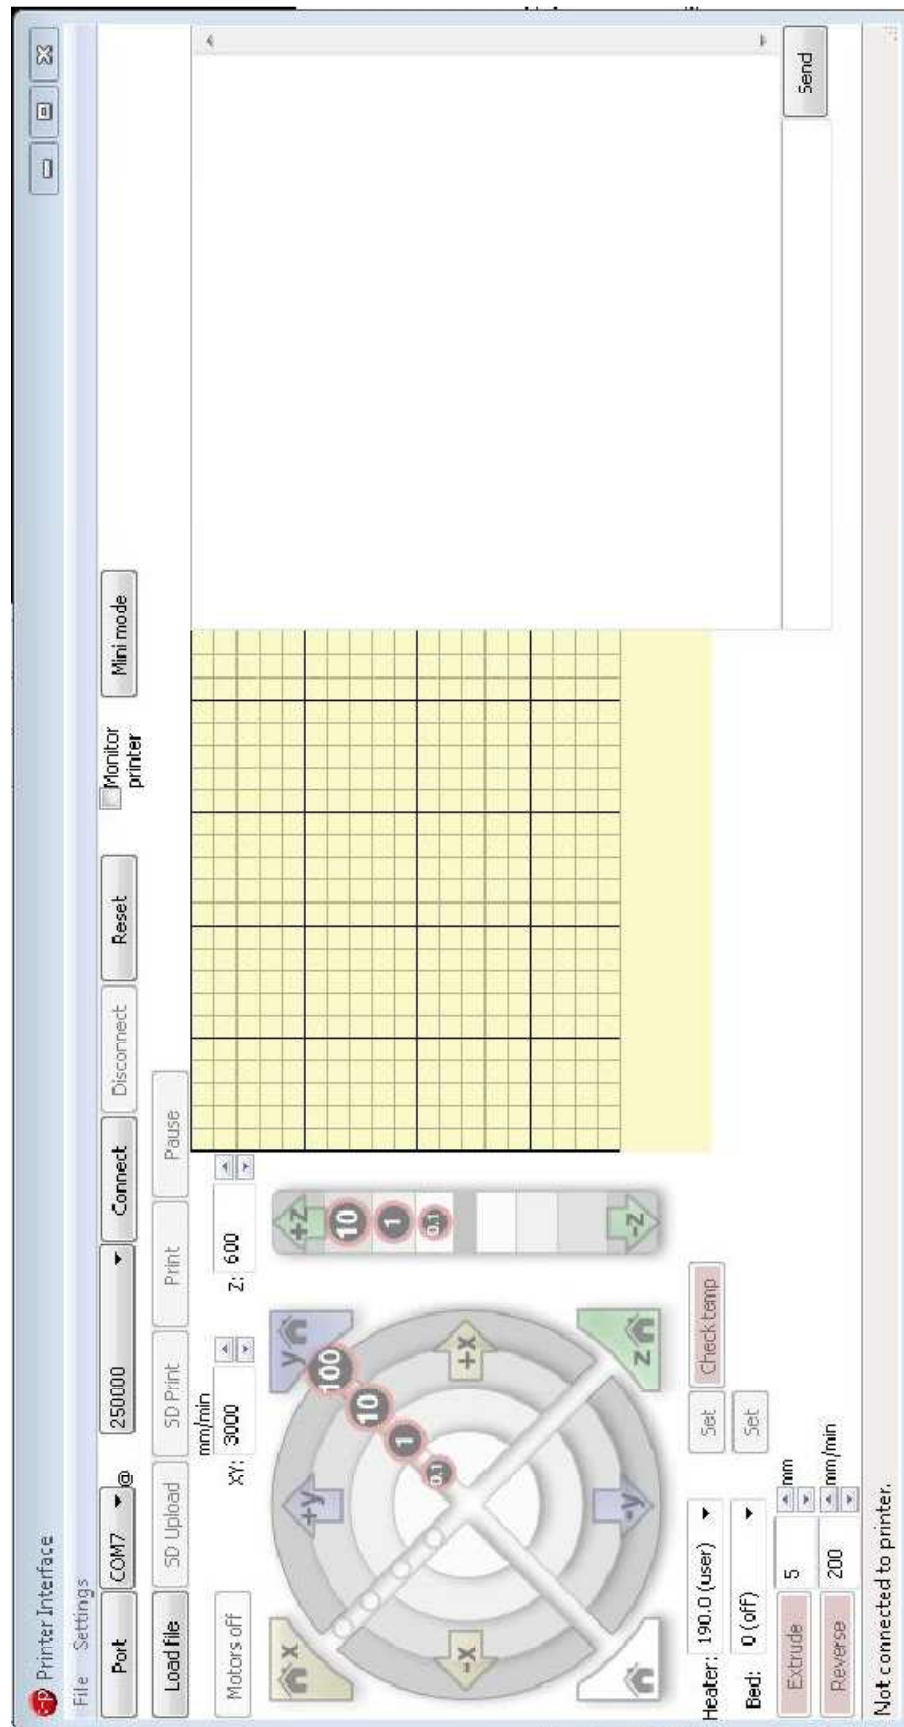 Printer Interface
File Settings
Port COM7 @ 250000 Connect Disconnect Reset Monitor printer Mini mode
Load file SD Upload SD Print Print Pause
mm/min
Motors off XY: 3000 Z: 600
x y +y -x +x -y z
100
10
1
0.1
+Z
10
1
0.1
-Z
Heater: 190.0 (user) Set Check temp
Bed: 0 (off) Set
Extrude 5 mm
Reverse 200 mm/min
Send
Not connected to printer.